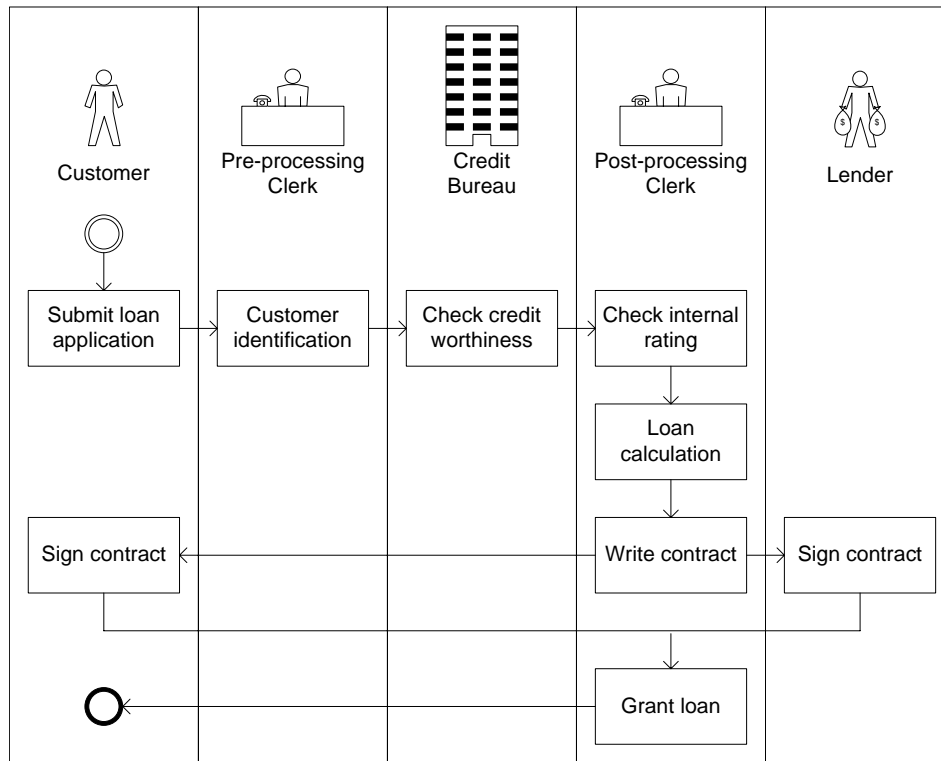 Customer
Pre-processing
Clerk
Credit
Bureau
Post-processing
Clerk
$ $
Lender
Submit loan
application
Customer
identification
Check credit
worthiness
Check internal
rating
Loan
calculation
Sign contract
Write contract
Sign contract
Grant loan